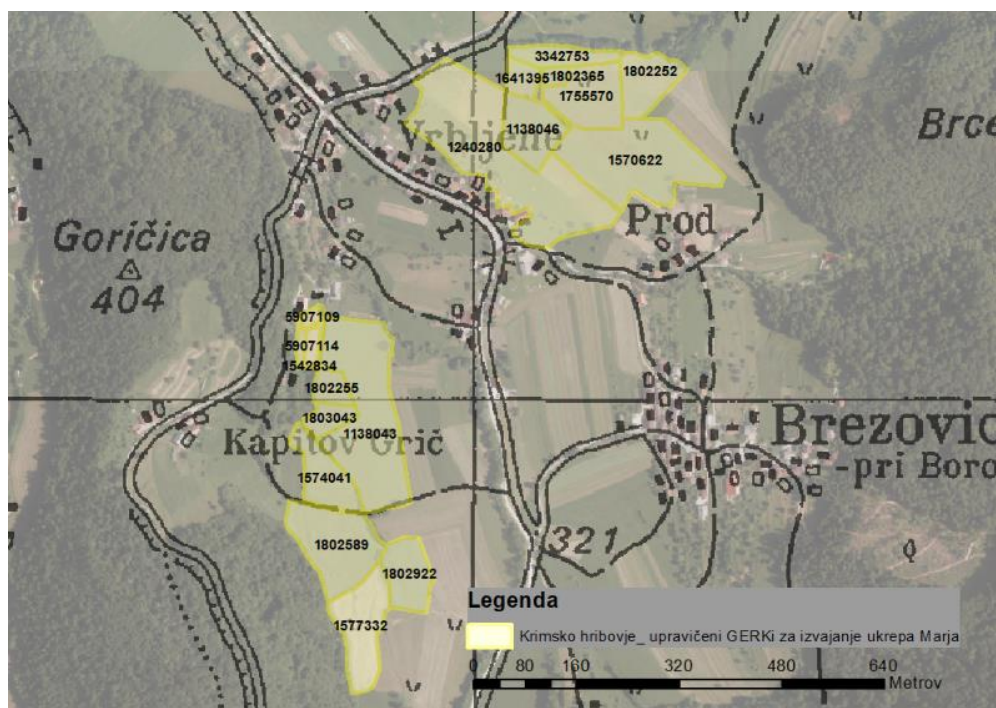 3342753
1641395
1802365
1802252
1755570
Brce
1138046
Vrbljene
1240280
1570622
Goričica
404
Prod
5907109
5907114
1542834
1802255
1803043
1138043
Kapitov Grič
Brezovic
-pri Boro
1574041
1802589
321
1802922
1577332
Legenda
Krimsko hribovje_ upravičeni GERKi za izvajanje ukrepa Marja
0 80 160 320 480 640
Metrov